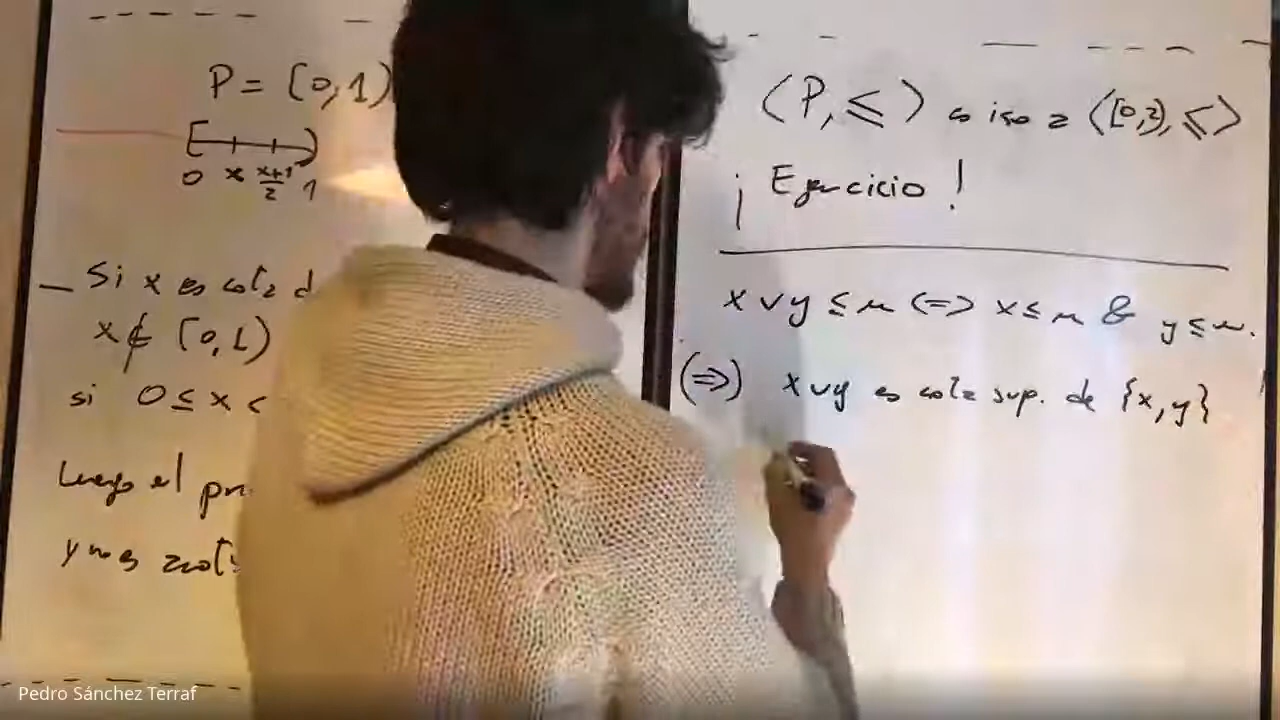 P = [0,1)
0 x x+1/2 1
Si x es cota
x ∉ [0,1)
si 0 ≤ x <
Luego el
y no es
⟨P, ≤⟩ es iso a ⟨[0,3), ≤⟩
¡ Ejercicio !
x ∨ y ≤ u (=> x ≤ u & y ≤ u.
(⇒) x ∨ y es cota sup. de {x, y}
Pedro Sánchez Terraf